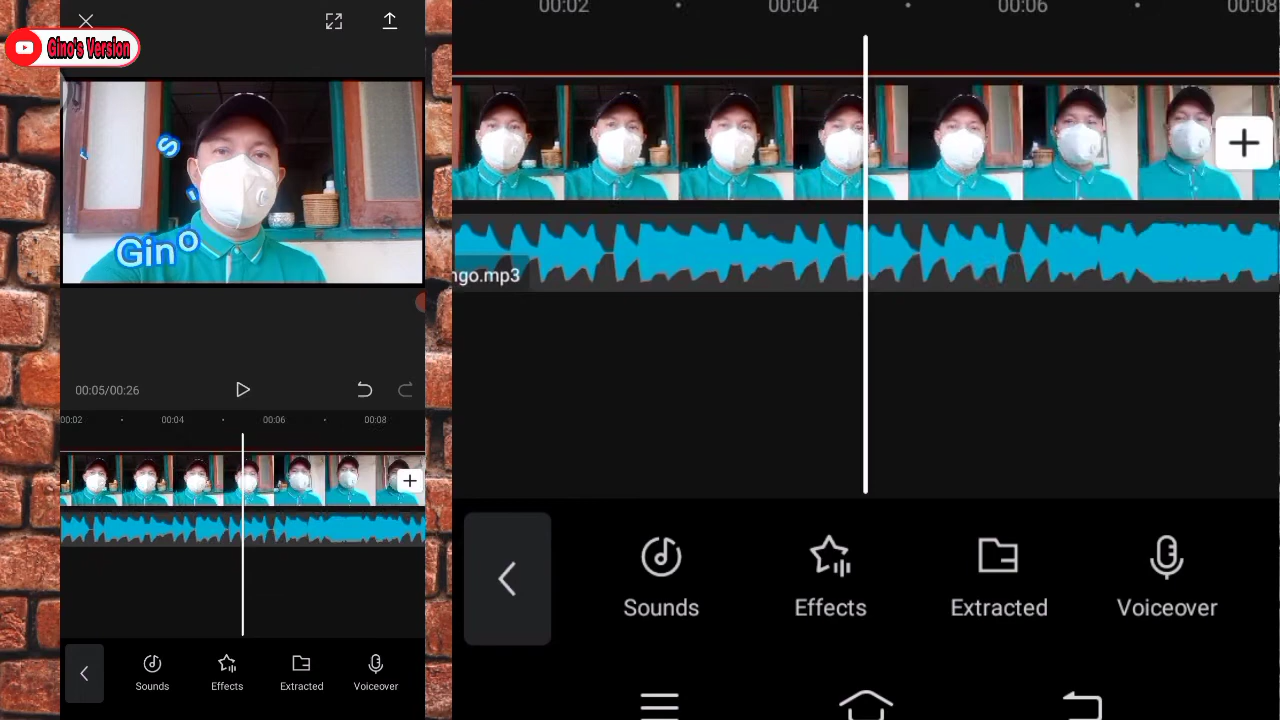 Gino's Version
Gino
's
00:05/00:26
00:02
00:04
00:06
00:08
Sounds
Effects
Extracted
Voiceover
00:02
00:04
00:06
00:08
ngo.mp3
Sounds
Effects
Extracted
Voiceover